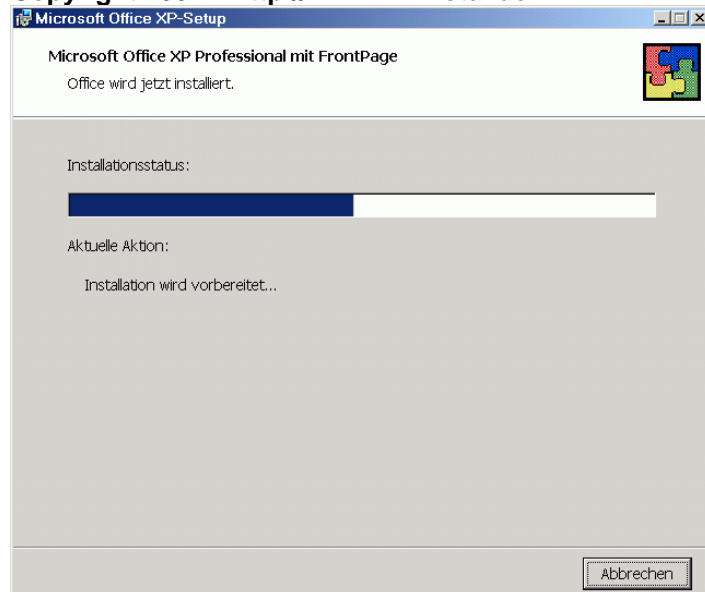 Microsoft Office XP-Setup
Microsoft Office XP Professional mit FrontPage
Office wird jetzt installiert.
Installationsstatus:
Aktuelle Aktion:
Installation wird vorbereitet...
Abbrechen